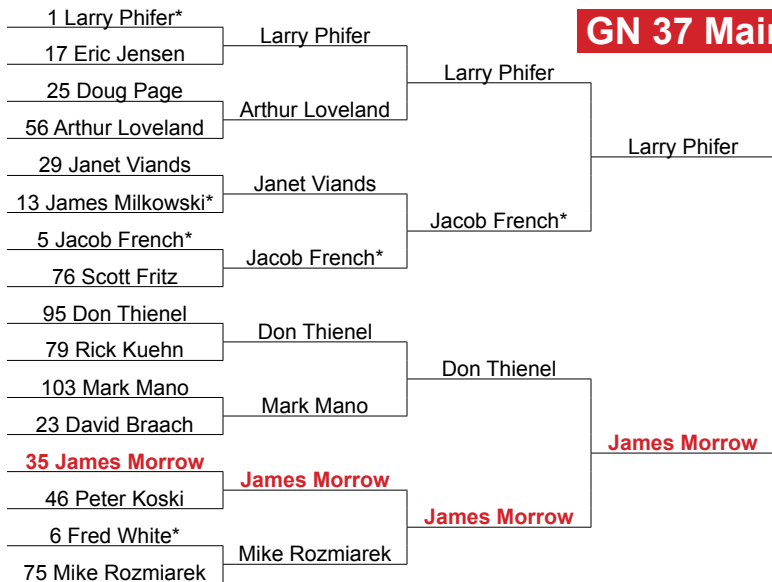 GN 37 Main
1 Larry Phifer*
17 Eric Jensen
25 Doug Page
56 Arthur Loveland
29 Janet Viands
13 James Milkowski*
5 Jacob French*
76 Scott Fritz
95 Don Thienel
79 Rick Kuehn
103 Mark Mano
23 David Braach
35 James Morrow
46 Peter Koski
6 Fred White*
75 Mike Rozmiarek
Larry Phifer
Arthur Loveland
Janet Viands
Jacob French*
Don Thienel
Mark Mano
James Morrow
Mike Rozmiarek
Larry Phifer
Jacob French*
Don Thienel
James Morrow
Larry Phifer
James Morrow